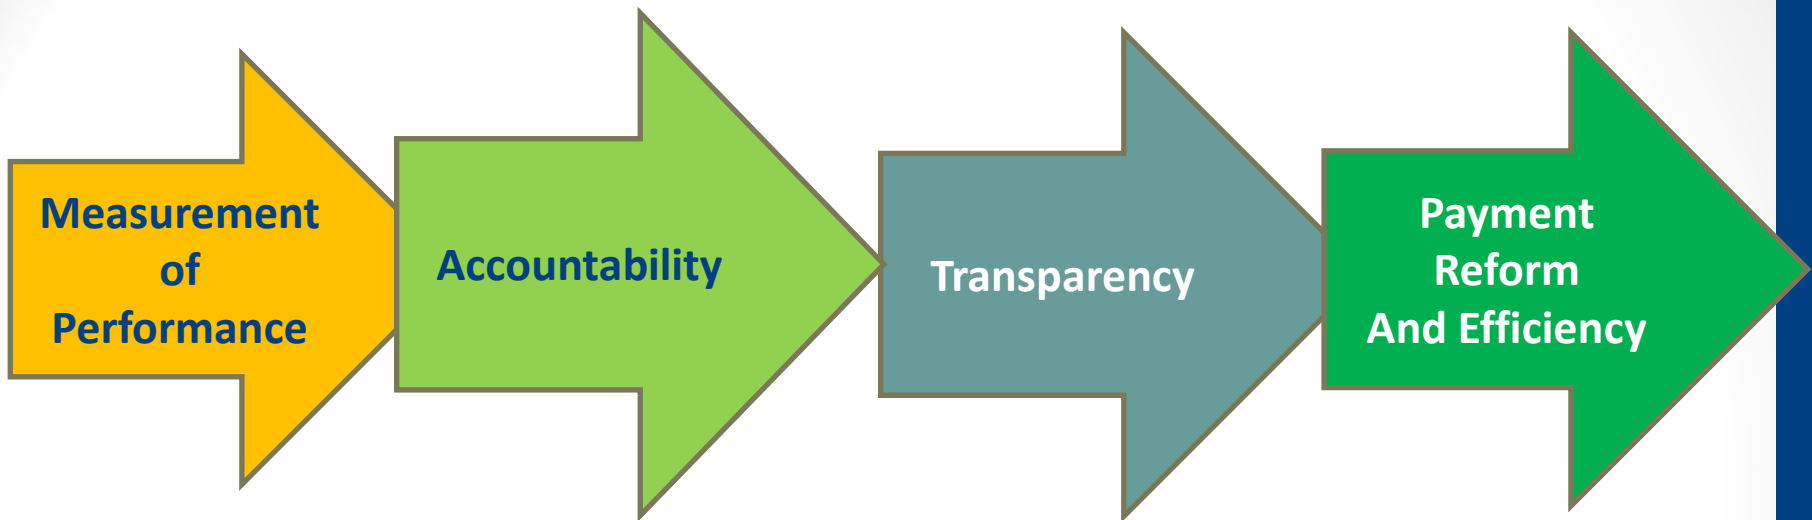 Measurement
of
Performance
Accountability
Transparency
Payment
Reform
And Efficiency